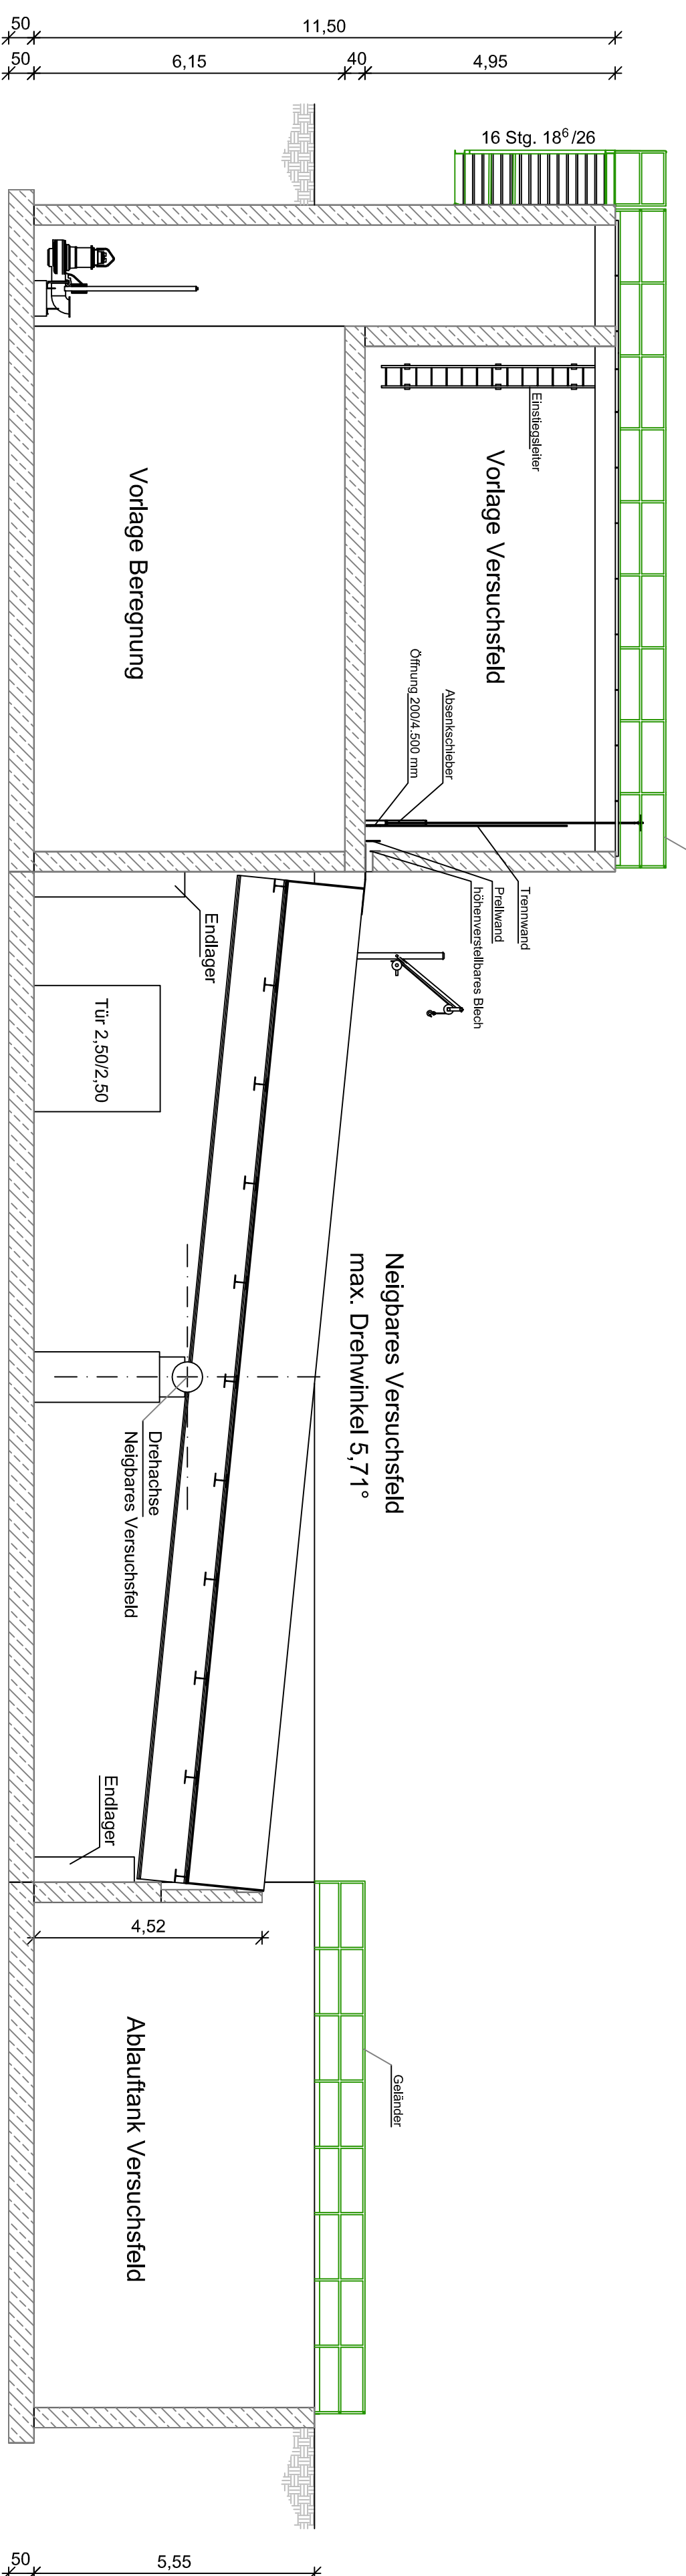 50
11,50
50
6,15
40
4,95
16 Stg. 18⁶/26
Einstiegsleiter
Vorlage Versuchsfeld
Vorlage Beregnung
Öffnung 200/4.500 mm
Absenkschieber
Trennwand
Prellwand
höhenverstellbares Blech
Endlager
Tür 2,50/2,50
Neigbares Versuchsfeld
max. Drehwinkel 5,71°
Drehachse
Neigbares Versuchsfeld
Endlager
4,52
Ablauftank Versuchsfeld
Geländer
50
5,55